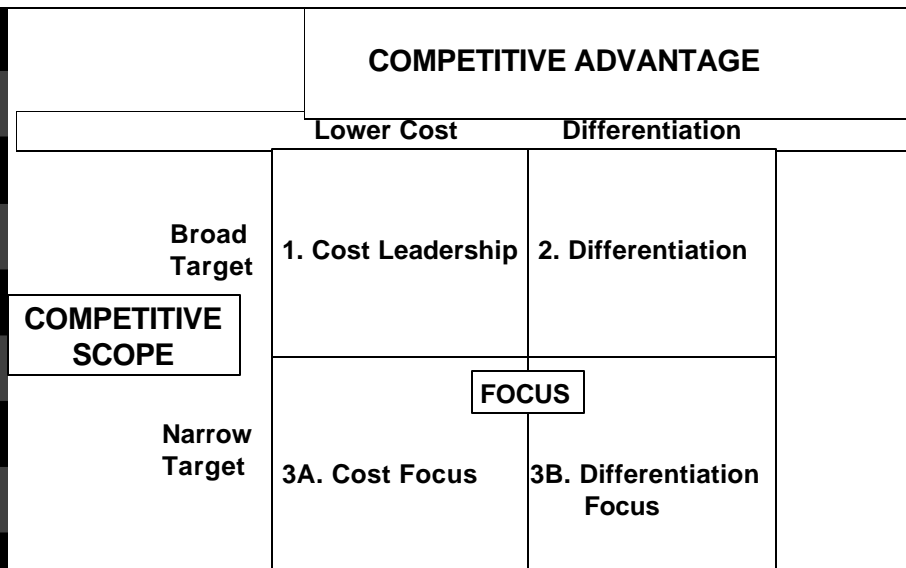 COMPETITIVE ADVANTAGE
Lower Cost
Differentiation
Broad
Target
1. Cost Leadership
2. Differentiation
COMPETITIVE
SCOPE
FOCUS
Narrow
Target
3A. Cost Focus
3B. Differentiation
Focus